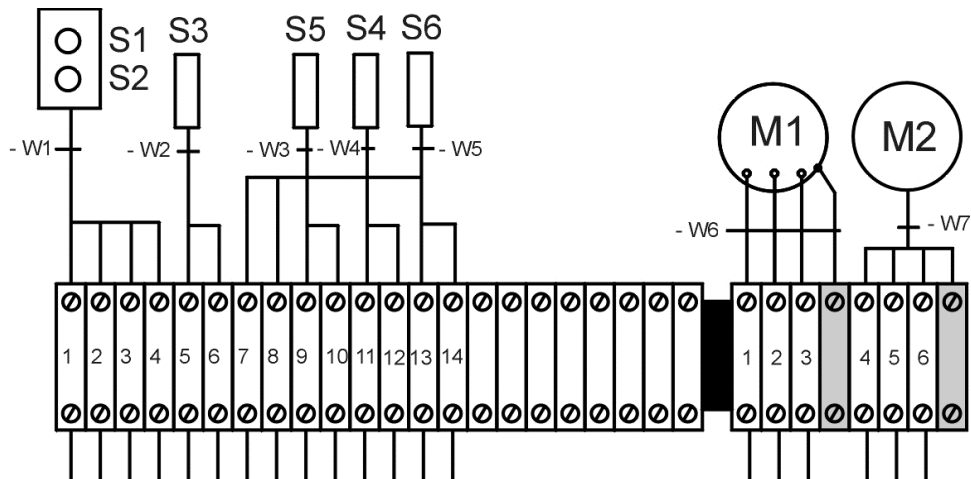 S1 S3 S5 S4 S6
S2
M1 M2
- W1 - W2 - W3 - W4 - W5
- W6 - W7
1 2 3 4 5 6 7 8 9 10 11 12 13 14 1 2 3 4 5 6